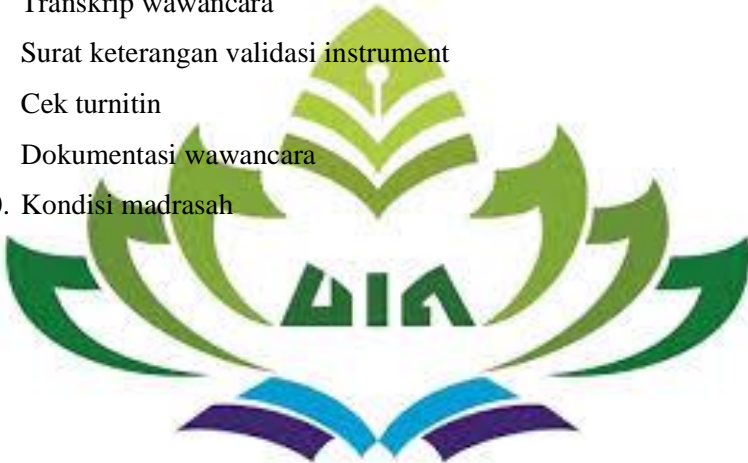 Transkrip wawancara
Surat keterangan validasi instrument
Cek turnitin
Dokumentasi wawancara
. Kondisi madrasah
UIN